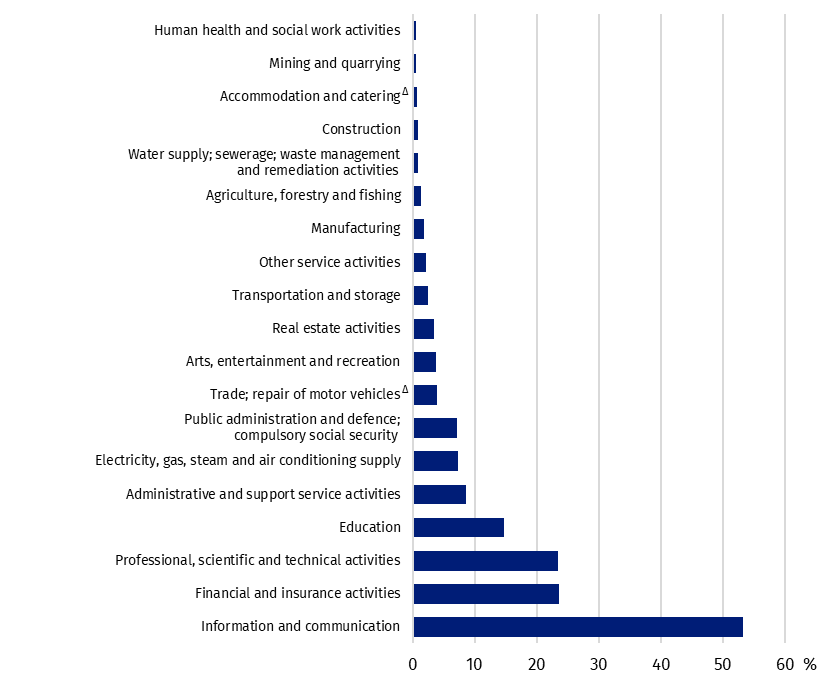 Human health and social work activities
Mining and quarrying
Accommodation and catering∆
Construction
Water supply; sewerage; waste management
and remediation activities
Agriculture, forestry and fishing
Manufacturing
Other service activities
Transportation and storage
Real estate activities
Arts, entertainment and recreation
Trade; repair of motor vehicles∆
Public administration and defence;
compulsory social security
Electricity, gas, steam and air conditioning supply
Administrative and support service activities
Education
Professional, scientific and technical activities
Financial and insurance activities
Information and communication
0 10 20 30 40 50 60 %